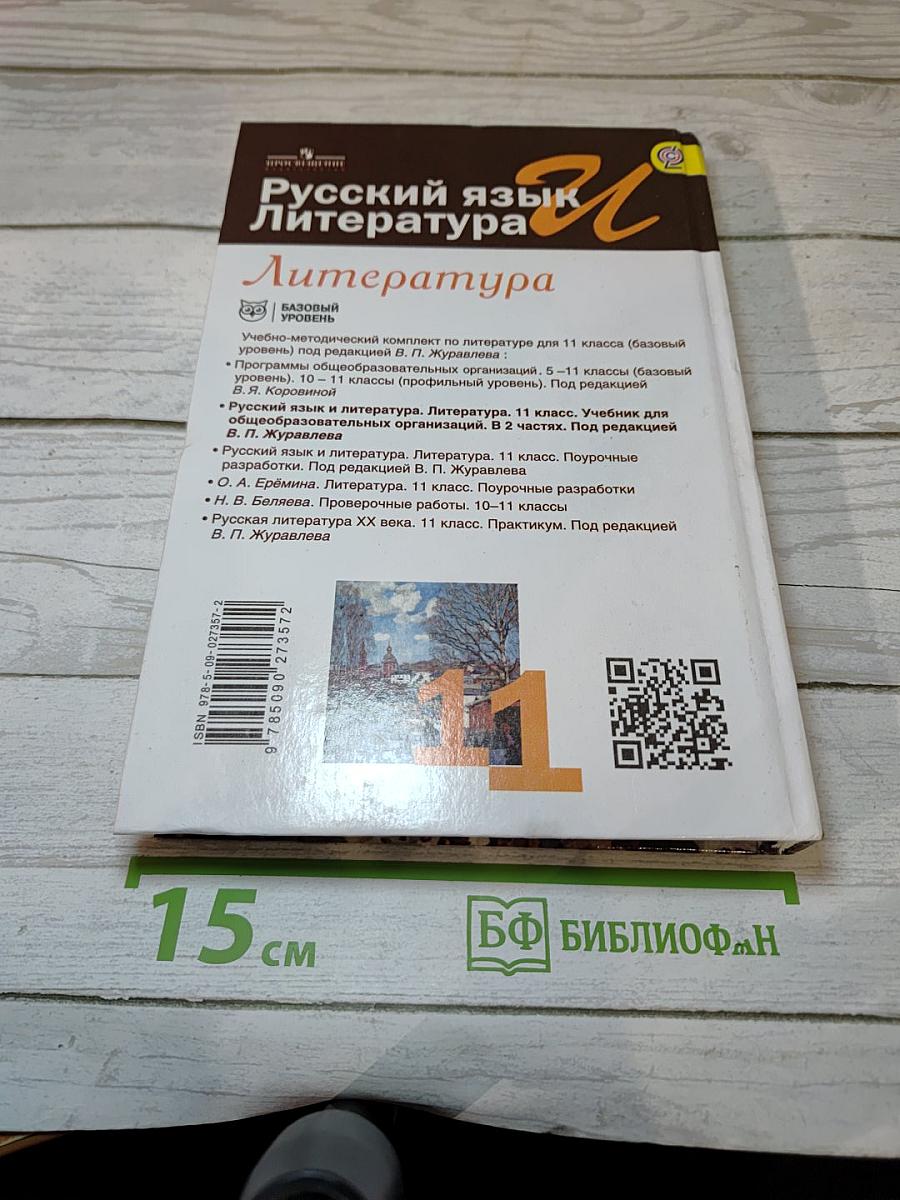 ПРОСВЕЩЕНИЕ
Русский язык
И
Литература
Литература
БАЗОВЫЙ
УРОВЕНЬ
Учебно-методический комплект по литературе для 11 класса (базовый
уровень) под редакцией В. П. Журавлева :
• Программы общеобразовательных организаций. 5 –11 классы (базовый
уровень). 10 – 11 классы (профильный уровень). Под редакцией
В. Я. Коровиной
• Русский язык и литература. Литература. 11 класс. Учебник для
общеобразовательных организаций. В 2 частях. Под редакцией
В. П. Журавлева
• Русский язык и литература. Литература. 11 класс. Поурочные
разработки. Под редакцией В. П. Журавлева
• О. А. Ерёмина. Литература. 11 класс. Поурочные разработки
• Н. В. Беляева. Проверочные работы. 10–11 классы
• Русская литература XX века. 11 класс. Практикум. Под редакцией
В. П. Журавлева
ISBN 978-5-09-027357-2
9 785090 273572
11
15 см
БФ БИБЛИОФАН